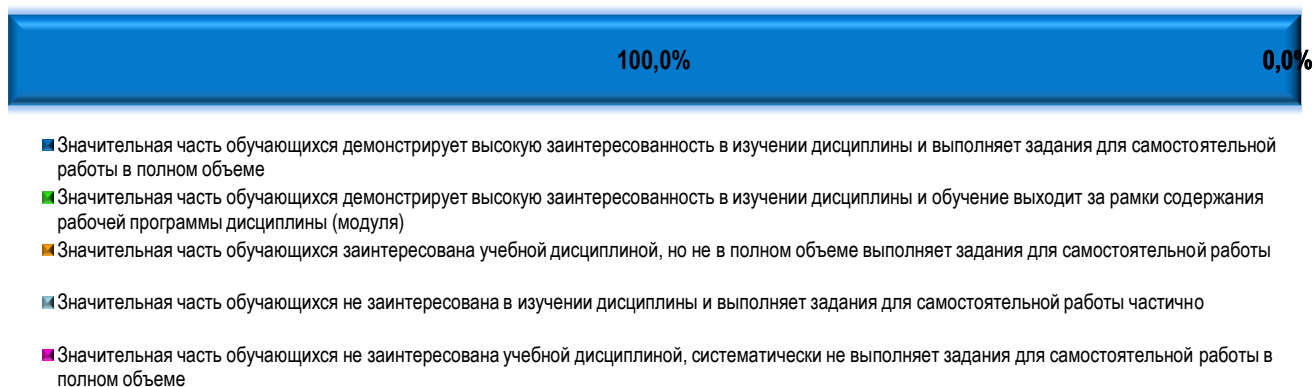 100,0% 0,0%
Значительная часть обучающихся демонстрирует высокую заинтересованность в изучении дисциплины и выполняет задания для самостоятельной
работы в полном объеме
Значительная часть обучающихся демонстрирует высокую заинтересованность в изучении дисциплины и обучение выходит за рамки содержания
рабочей программы дисциплины (модуля)
Значительная часть обучающихся заинтересована учебной дисциплиной, но не в полном объеме выполняет задания для самостоятельной работы
Значительная часть обучающихся не заинтересована в изучении дисциплины и выполняет задания для самостоятельной работы частично
Значительная часть обучающихся не заинтересована учебной дисциплиной, систематически не выполняет задания для самостоятельной работы в
полном объеме